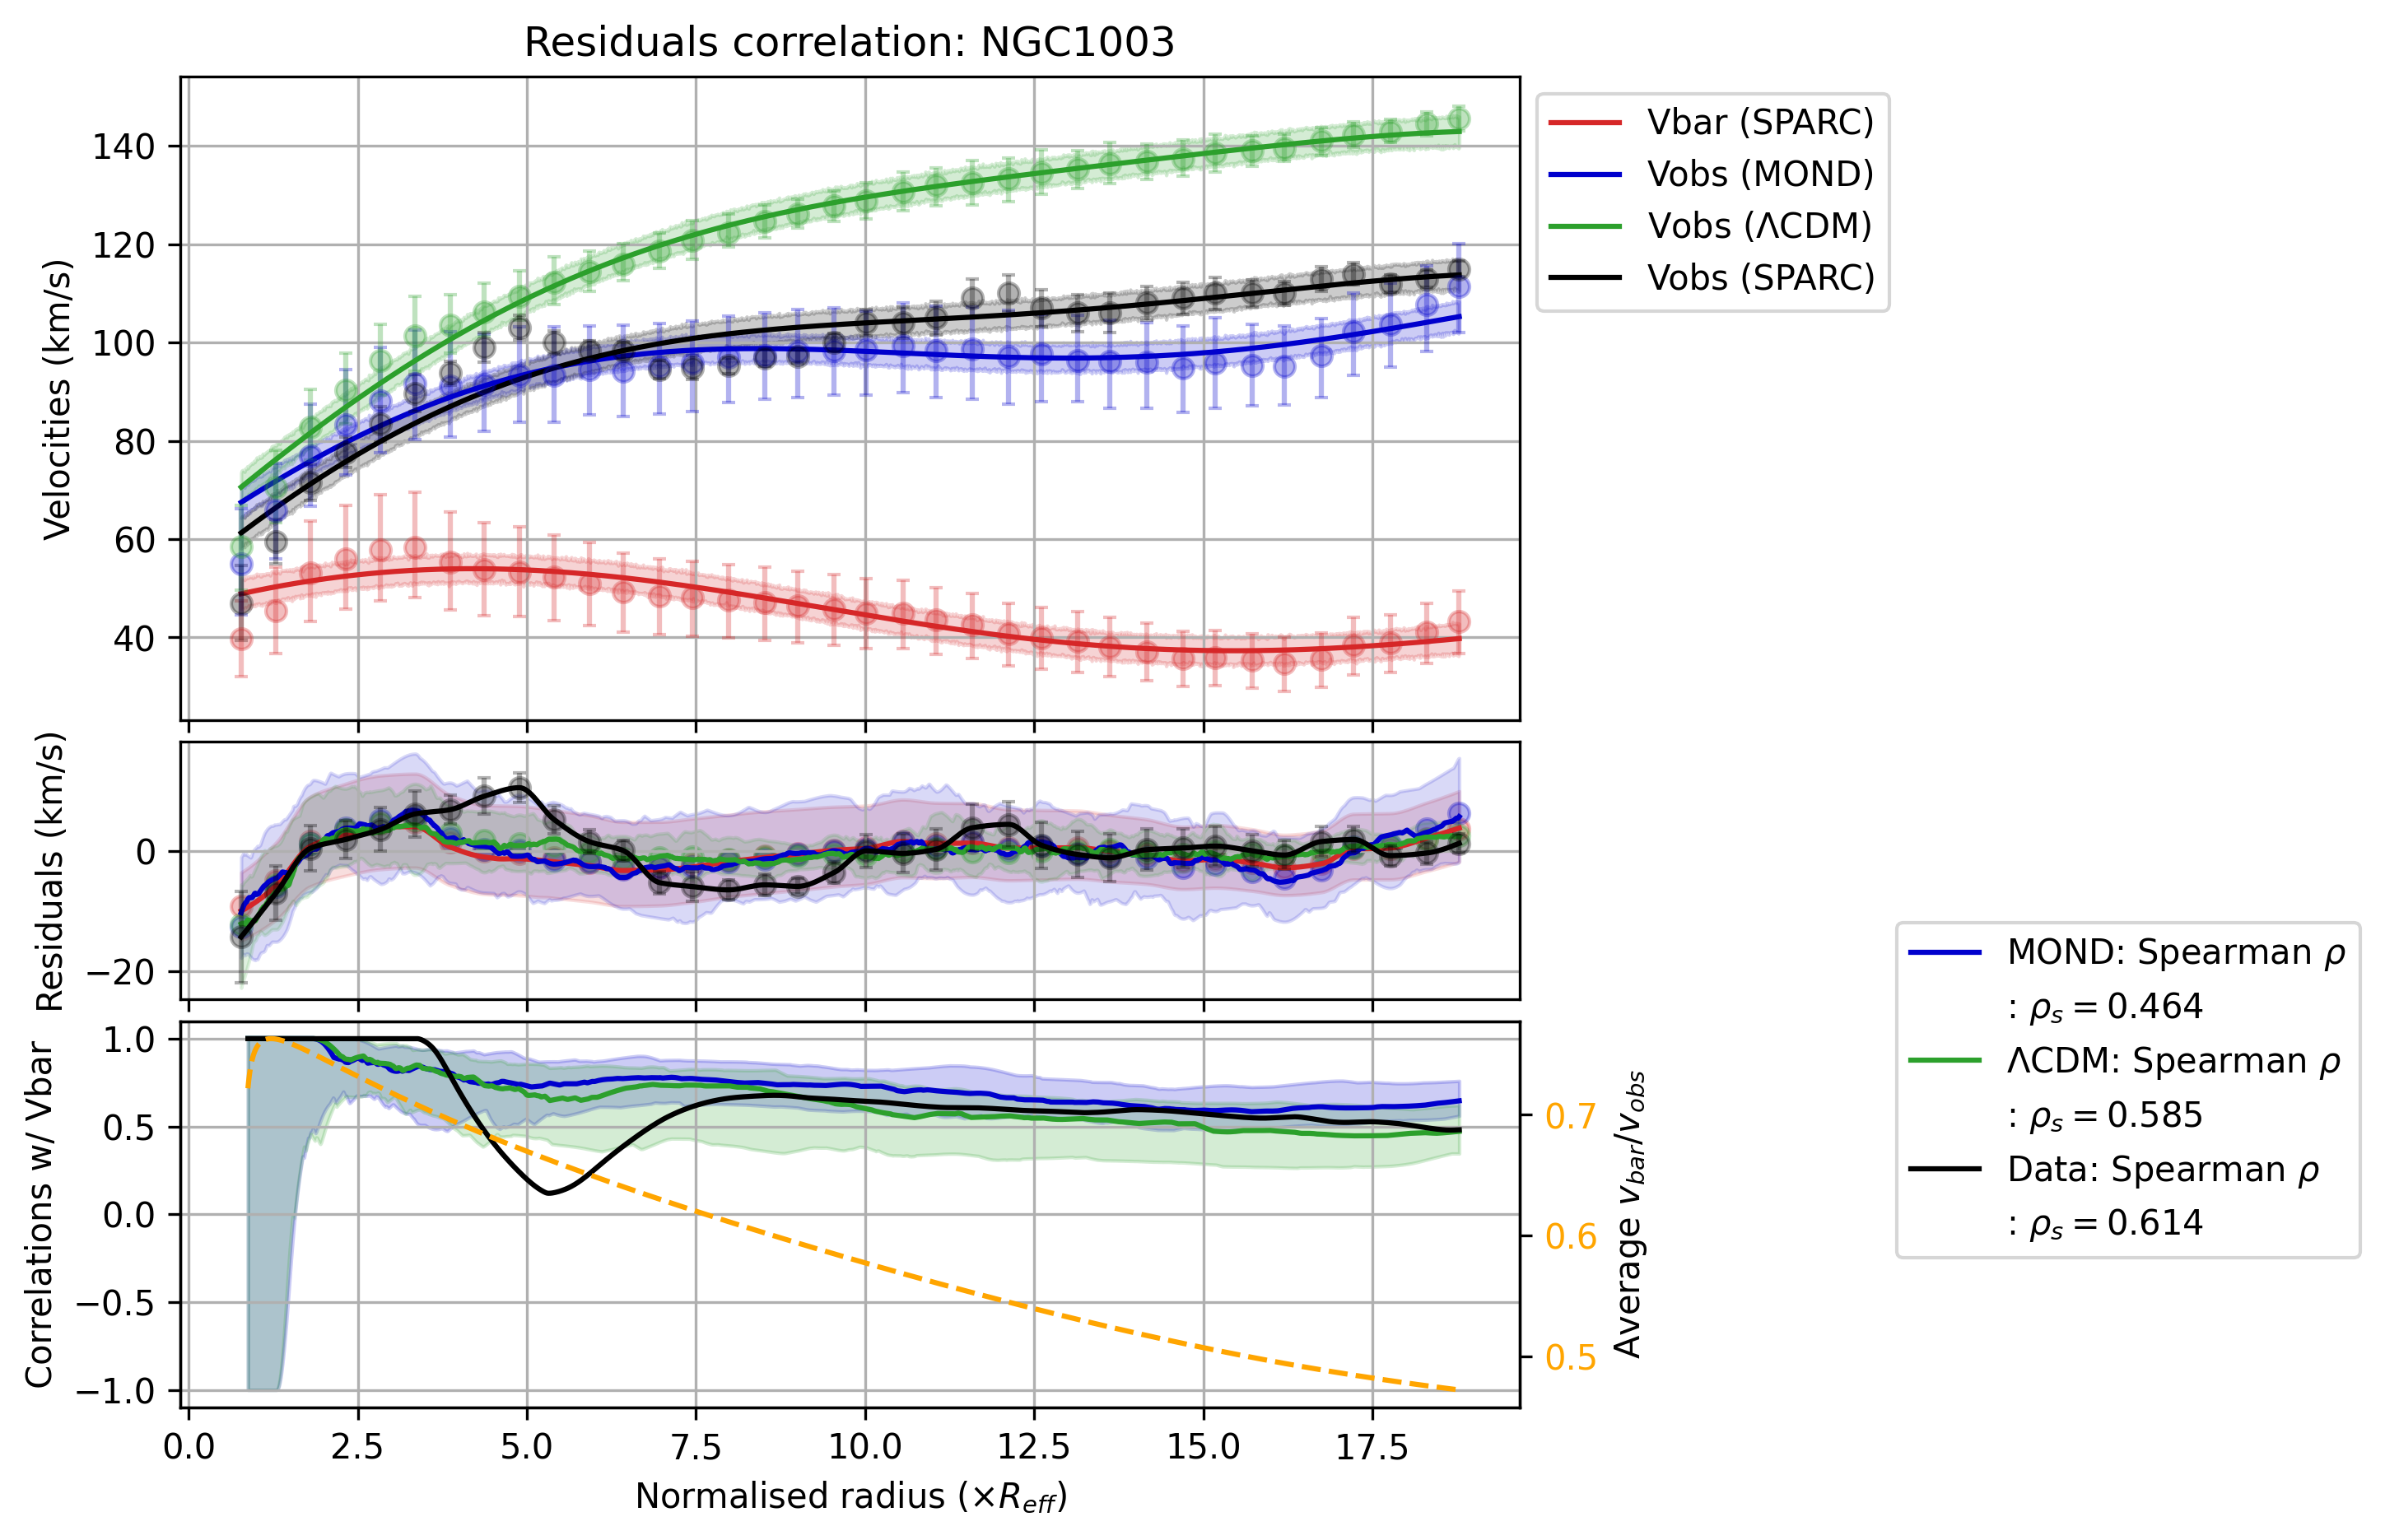 Residuals correlation: NGC1003
Velocities (km/s)
140
120
100
80
60
40
Vbar (SPARC)
Vobs (MOND)
Vobs (ΛCDM)
Vobs (SPARC)
Residuals (km/s)
0
−20
Correlations w/ Vbar
1.0
0.5
0.0
−0.5
−1.0
0.7
0.6
0.5
Average v_bar/v_obs
MOND: Spearman ρ
: ρ_s = 0.464
ΛCDM: Spearman ρ
: ρ_s = 0.585
Data: Spearman ρ
: ρ_s = 0.614
0.0 2.5 5.0 7.5 10.0 12.5 15.0 17.5
Normalised radius (×R_eff)